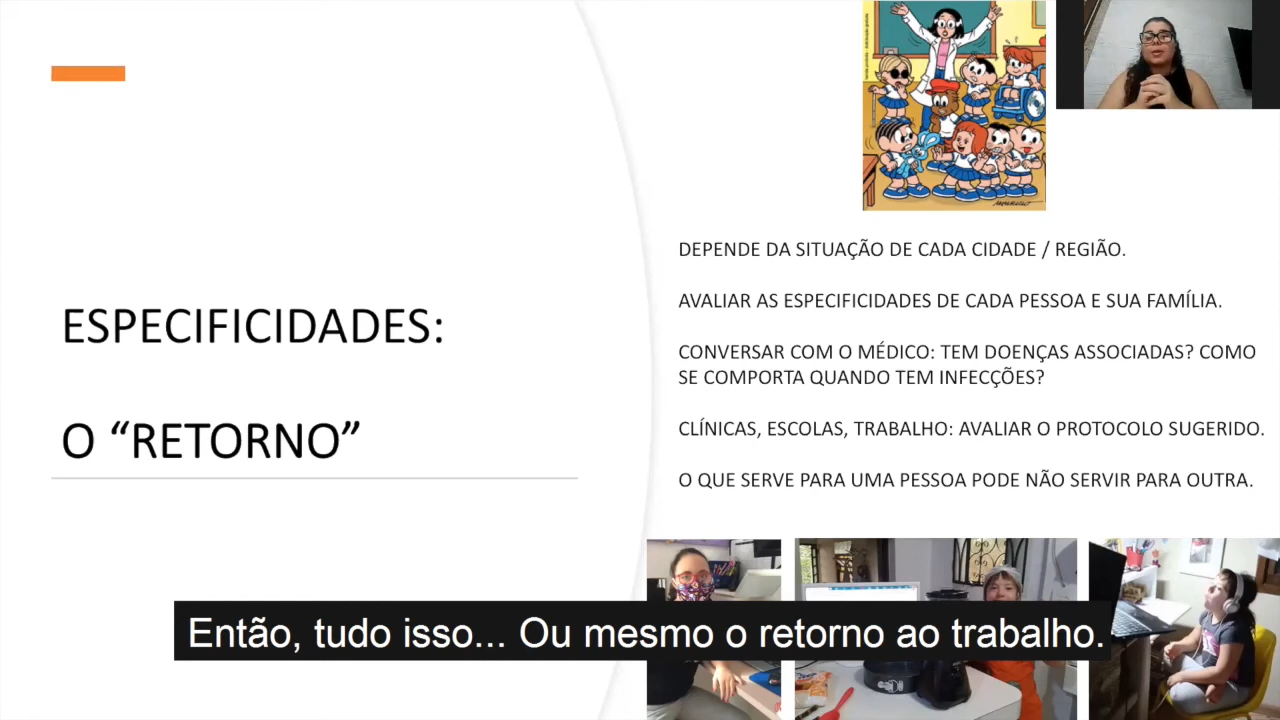 ESPECIFICIDADES:
O “RETORNO”
DEPENDE DA SITUAÇÃO DE CADA CIDADE / REGIÃO.
AVALIAR AS ESPECIFICIDADES DE CADA PESSOA E SUA FAMÍLIA.
CONVERSAR COM O MÉDICO: TEM DOENÇAS ASSOCIADAS? COMO
SE COMPORTA QUANDO TEM INFECÇÕES?
CLÍNICAS, ESCOLAS, TRABALHO: AVALIAR O PROTOCOLO SUGERIDO.
O QUE SERVE PARA UMA PESSOA PODE NÃO SERVIR PARA OUTRA.
Então, tudo isso... Ou mesmo o retorno ao trabalho.